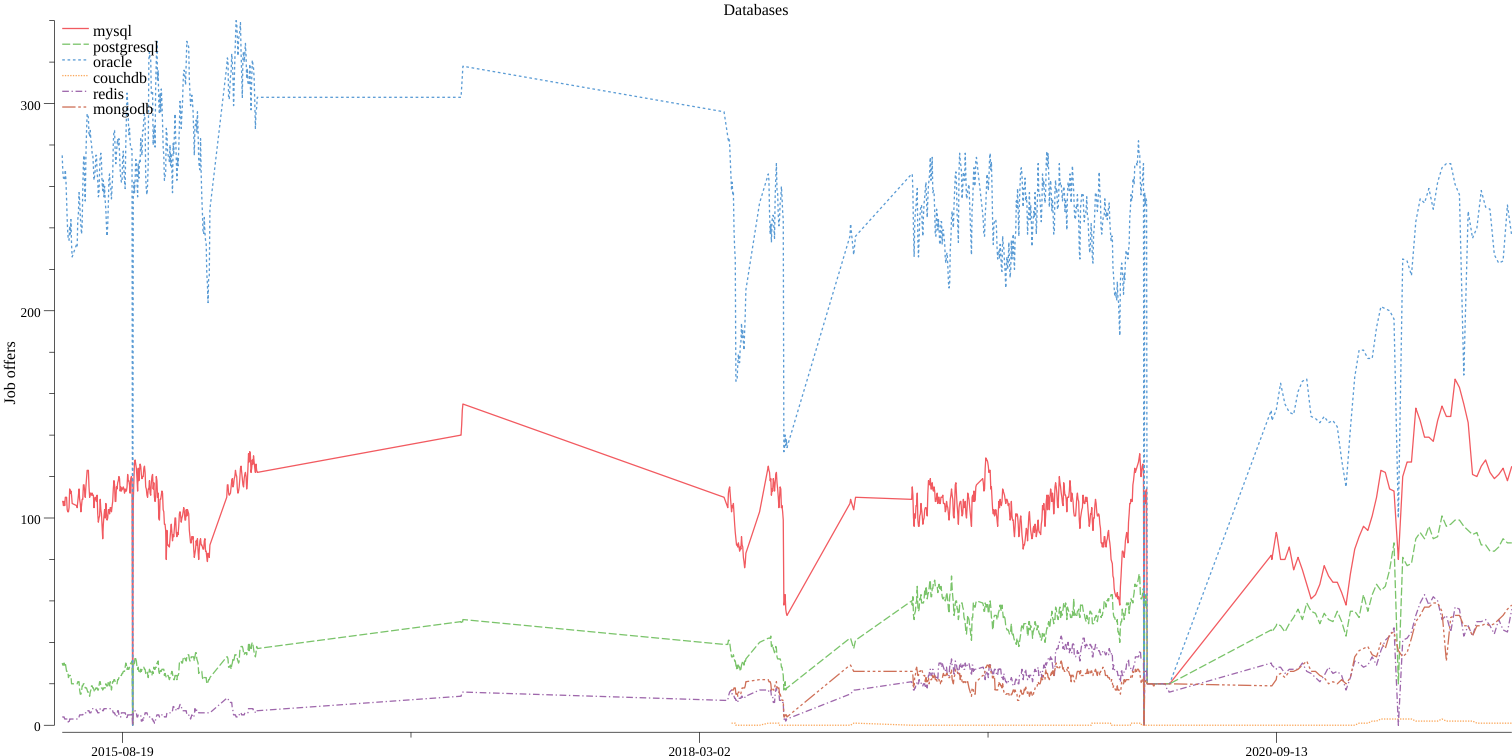 Databases
mysql
postgresql
oracle
couchdb
redis
mongodb
300
200
100
0
Job offers
2015-08-19
2018-03-02
2020-09-13